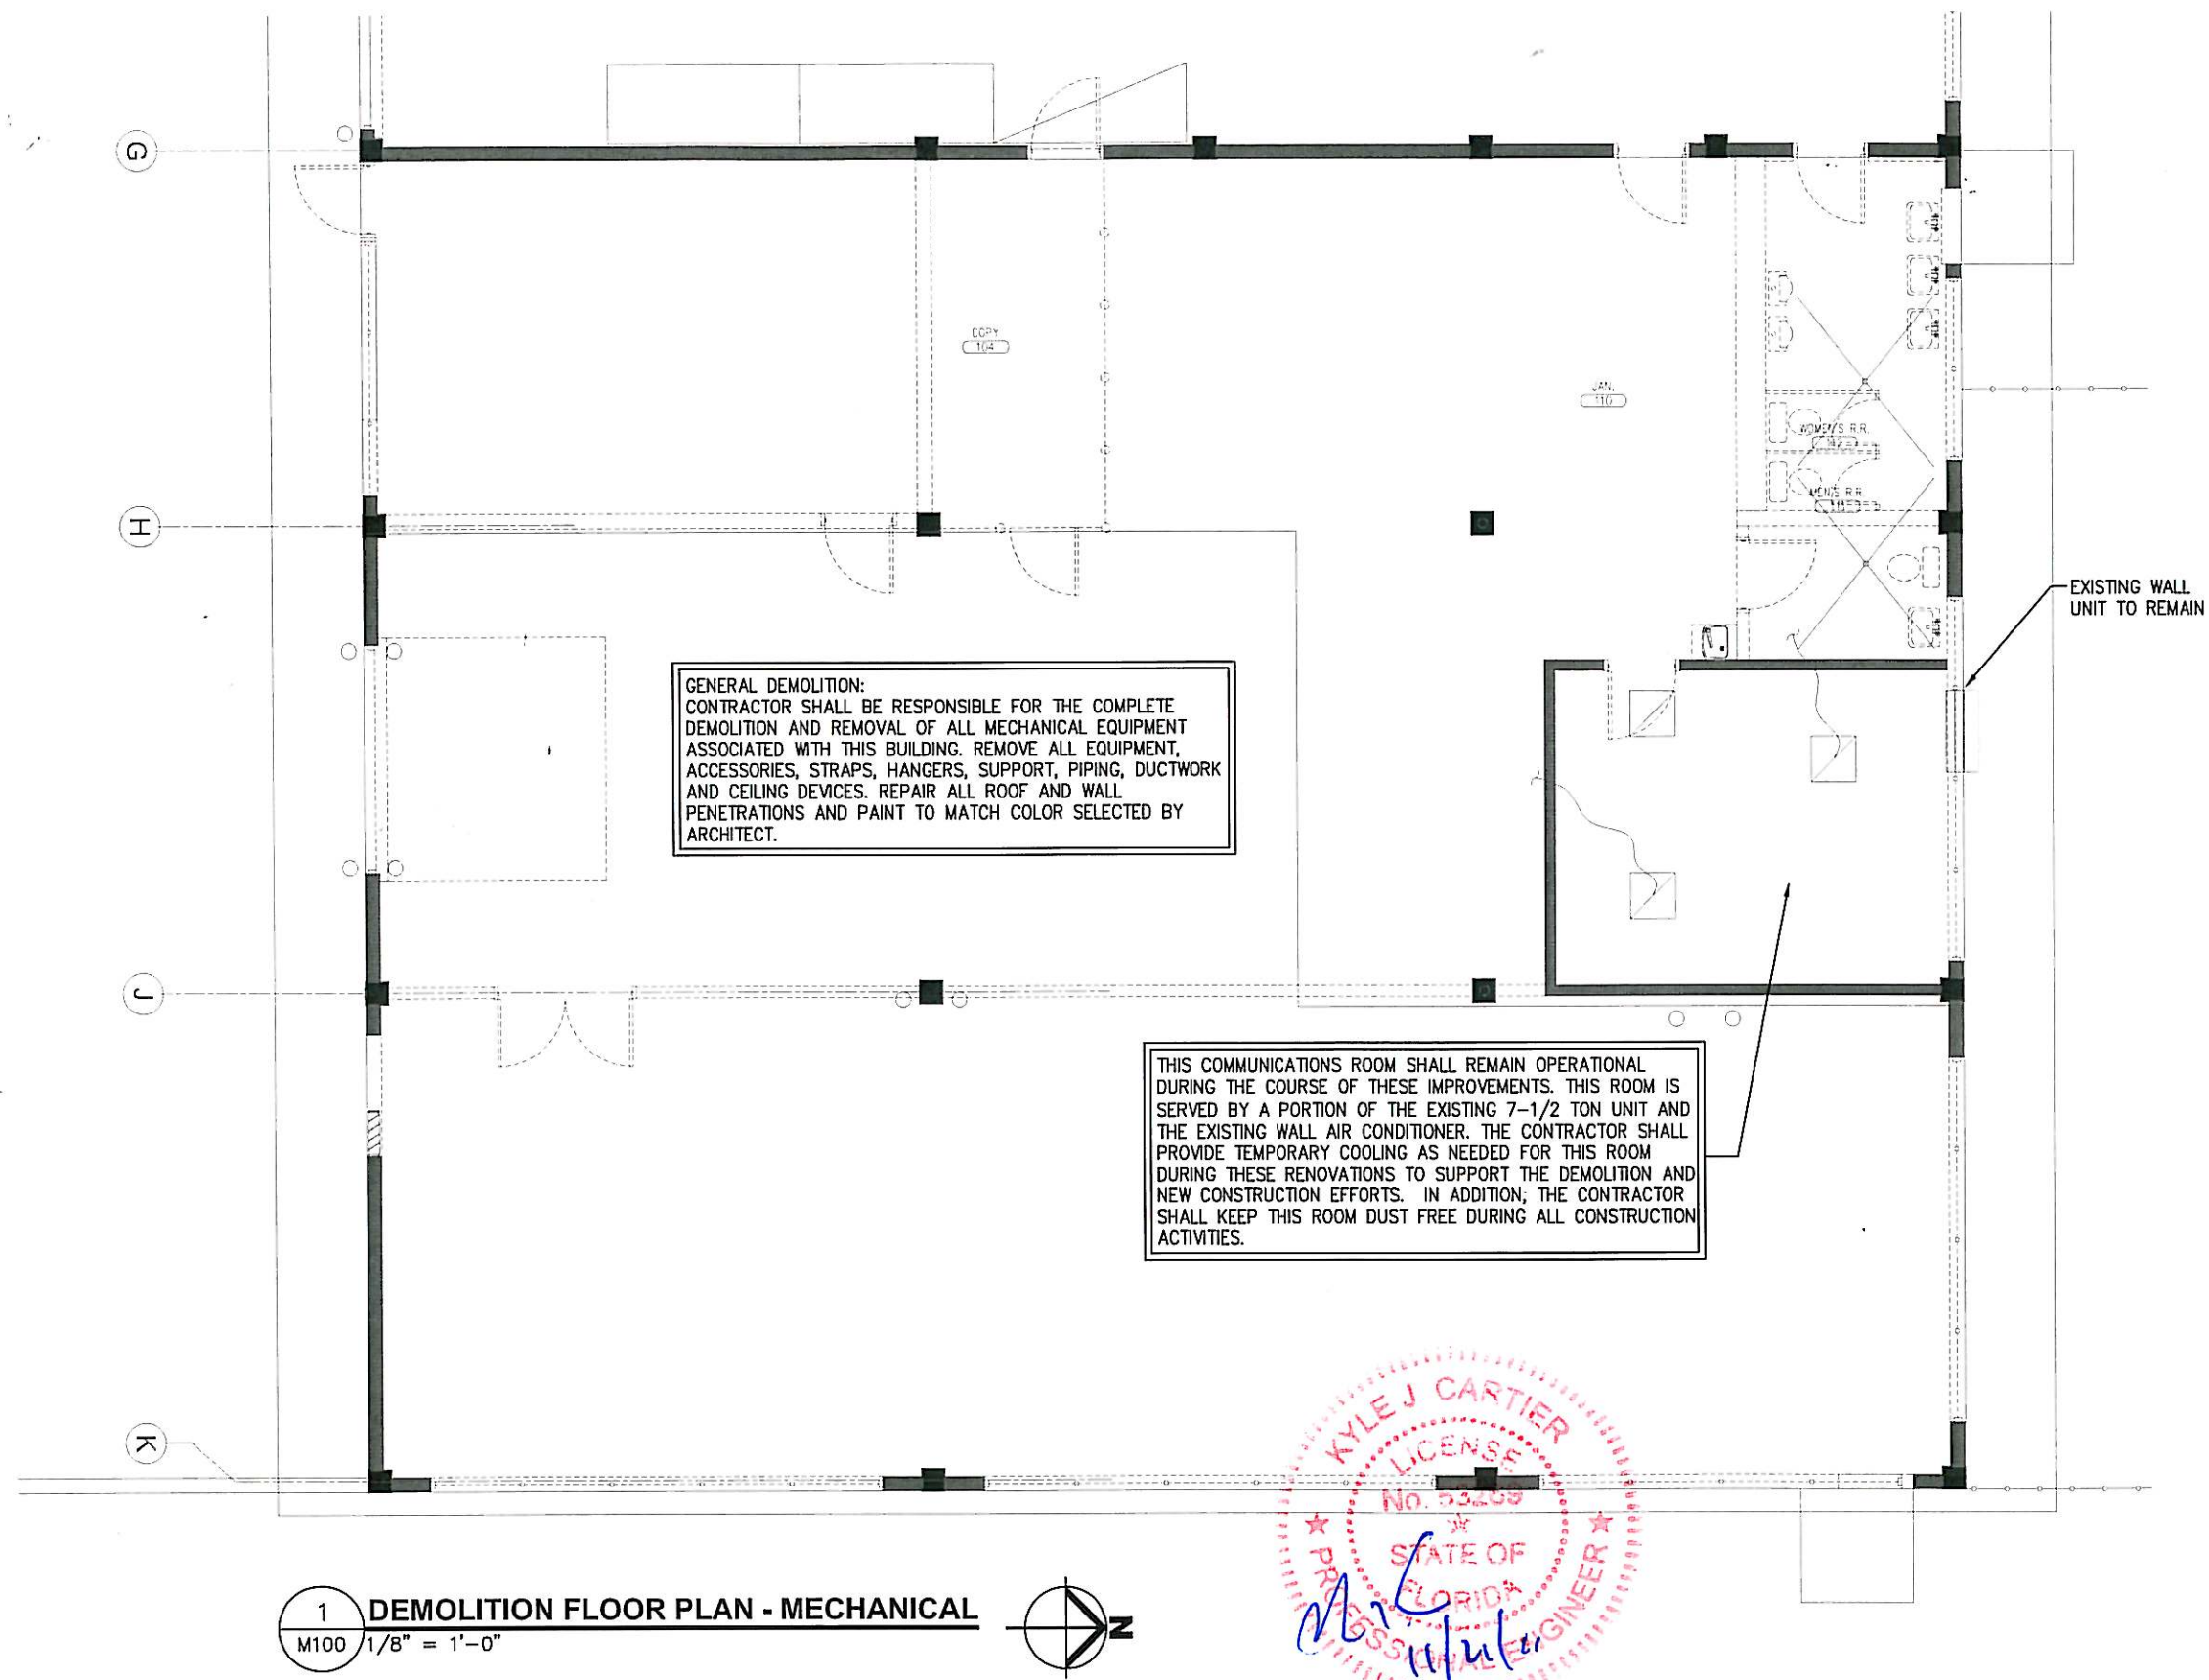 G
COPY
104
JAN.
110
WOMEN'S R.R.
112
MEN'S R.R.
111
H
EXISTING WALL
UNIT TO REMAIN
GENERAL DEMOLITION:
CONTRACTOR SHALL BE RESPONSIBLE FOR THE COMPLETE
DEMOLITION AND REMOVAL OF ALL MECHANICAL EQUIPMENT
ASSOCIATED WITH THIS BUILDING. REMOVE ALL EQUIPMENT,
ACCESSORIES, STRAPS, HANGERS, SUPPORT, PIPING, DUCTWORK
AND CEILING DEVICES. REPAIR ALL ROOF AND WALL
PENETRATIONS AND PAINT TO MATCH COLOR SELECTED BY
ARCHITECT.
J
THIS COMMUNICATIONS ROOM SHALL REMAIN OPERATIONAL
DURING THE COURSE OF THESE IMPROVEMENTS. THIS ROOM IS
SERVED BY A PORTION OF THE EXISTING 7-1/2 TON UNIT AND
THE EXISTING WALL AIR CONDITIONER. THE CONTRACTOR SHALL
PROVIDE TEMPORARY COOLING AS NEEDED FOR THIS ROOM
DURING THESE RENOVATIONS TO SUPPORT THE DEMOLITION AND
NEW CONSTRUCTION EFFORTS. IN ADDITION, THE CONTRACTOR
SHALL KEEP THIS ROOM DUST FREE DURING ALL CONSTRUCTION
ACTIVITIES.
K
KYLE J CARTIER
LICENSE
No.
STATE OF
FLORIDA
PROFESSIONAL ENGINEER
1
M100
DEMOLITION FLOOR PLAN - MECHANICAL
1/8" = 1'-0"
N